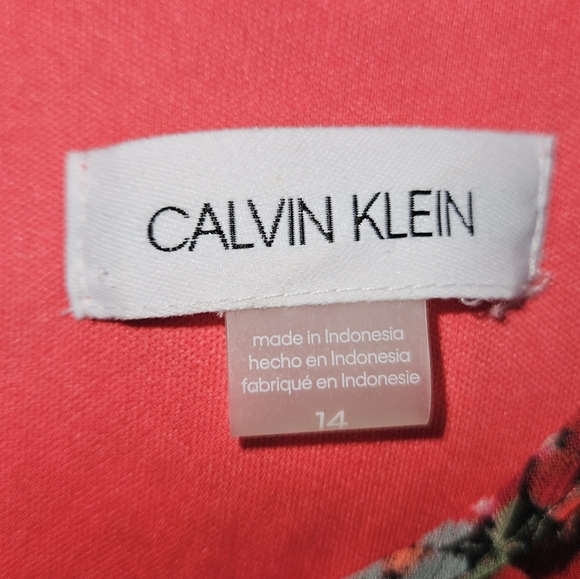 CALVIN KLEIN
made in Indonesia
hecho en Indonesia
fabriqué en Indonesie
14